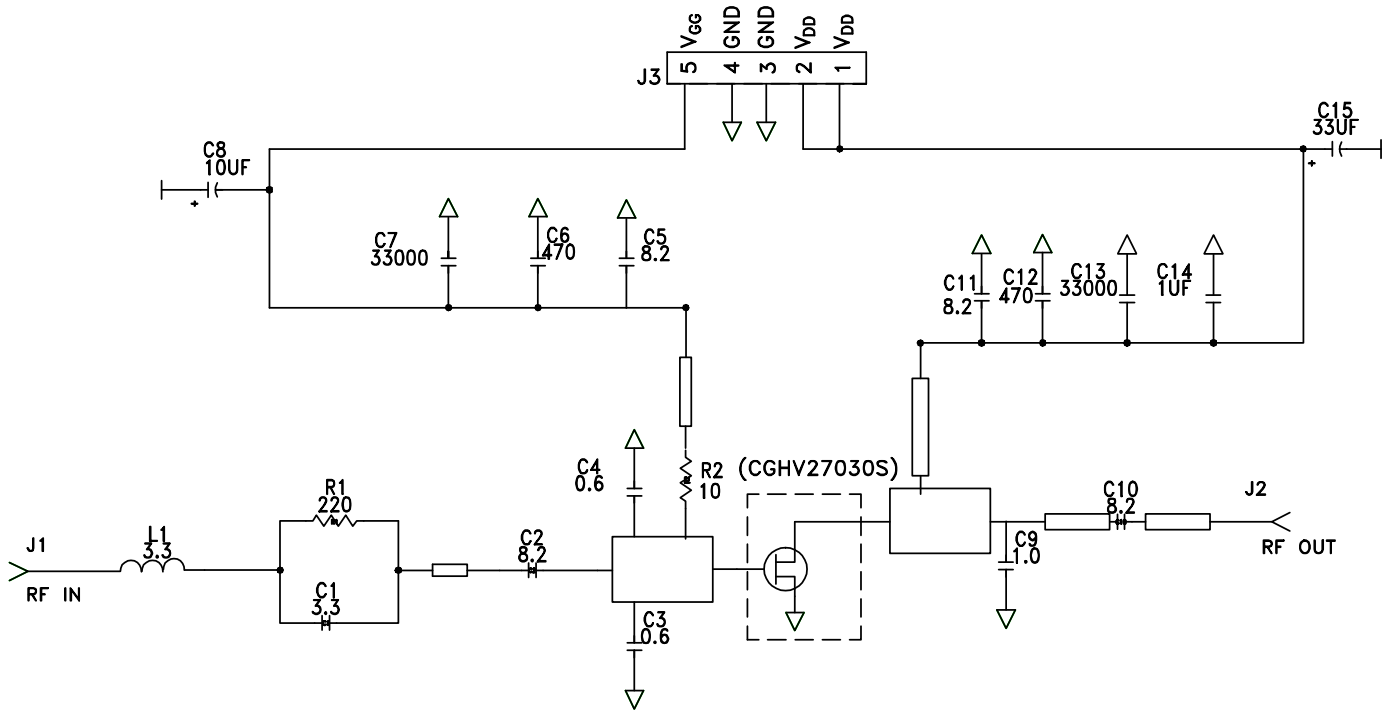 VGG
GND
GND
VDD
VDD
J3
5
4
3
2
1
C15
33UF
+
C8
10UF
+
C7
33000
C6
470
C5
8.2
C11
8.2
C12
470
C13
33000
C14
1UF
C4
0.6
R2
10
(CGHV27030S)
R1
220
C10
8.2
J2
RF OUT
J1
RF IN
L1
3.3
C2
8.2
C9
1.0
C1
3.3
C3
0.6